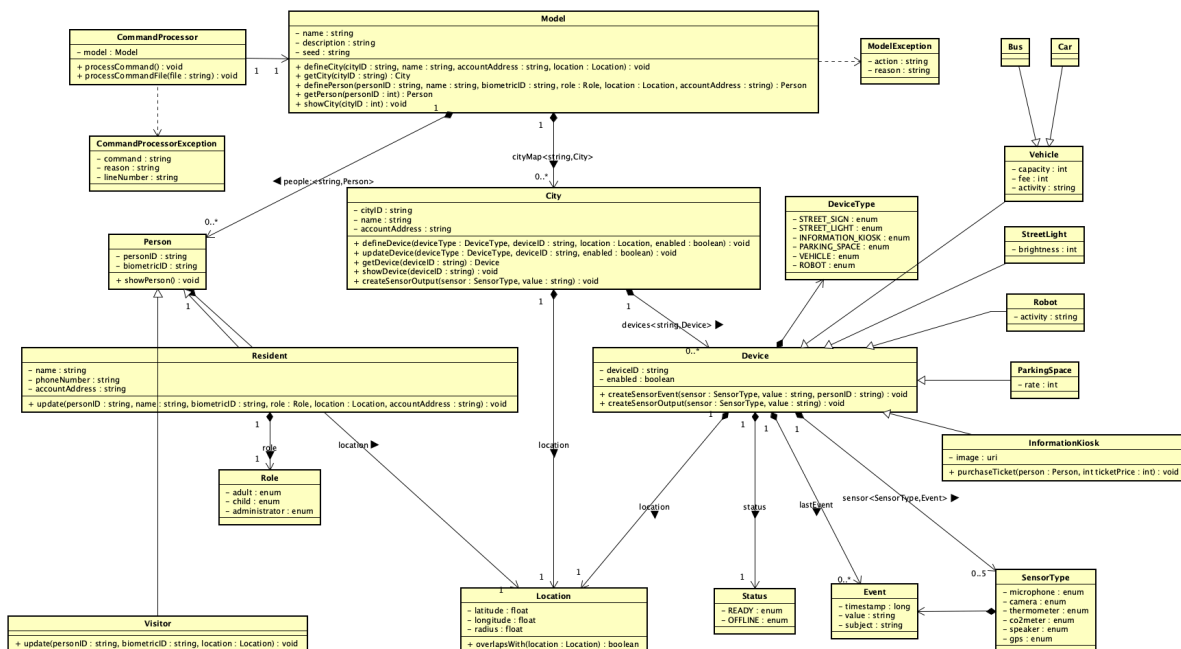 Model
- name : string
- description : string
- seed : string
+ defineCity(cityID : string, name : string, accountAddress : string, location : Location) : void
+ getCity(cityID : string) : City
+ definePerson(personID : string, name : string, biometricID : string, role : Role, location : Location, accountAddress : string) : Person
+ getPerson(personID : int) : Person
+ showCity(cityID : int) : void
CommandProcessor
- model : Model
+ processCommand() : void
+ processCommandFile(file : string) : void
1
1
ModelException
- action : string
- reason : string
Bus
Car
CommandProcessorException
- command : string
- reason : string
- lineNumber : string
1
1
cityMap<string,City>
0..*
people:<string,Person>
0..*
Vehicle
- capacity : int
- fee : int
- activity : string
City
- cityID : string
- name : string
- accountAddress : string
+ defineDevice(deviceType : DeviceType, deviceID : string, location : Location, enabled : boolean) : void
+ updateDevice(deviceType : DeviceType, deviceID : string, enabled : boolean) : void
+ getDevice(deviceID : string) : Device
+ showDevice(deviceID : string) : void
+ createSensorOutput(sensor : SensorType, value : string) : void
DeviceType
- STREET_SIGN : enum
- STREET_LIGHT : enum
- INFORMATION_KIOSK : enum
- PARKING_SPACE : enum
- VEHICLE : enum
- ROBOT : enum
Person
- personID : string
- biometricID : string
+ showPerson() : void
1
StreetLight
- brightness : int
Robot
- activity : string
1
1
devices<string,Device>
0..*
Resident
- name : string
- phoneNumber : string
- accountAddress : string
+ update(personID : string, name : string, biometricID : string, role : Role, location : Location, accountAddress : string) : void
Device
- deviceID : string
- enabled : boolean
+ createSensorEvent(sensor : SensorType, value : string, personID : string) : void
+ createSensorOutput(sensor : SensorType, value : string) : void
ParkingSpace
- rate : int
1
role
1
location
location
1
1
1
1
InformationKiosk
- image : uri
+ purchaseTicket(person : Person, int ticketPrice : int) : void
Role
- adult : enum
- child : enum
- administrator : enum
location
status
lastEvent
sensor<SensorType,Event>
1
1
1
1
0..*
0..5
Location
- latitude : float
- longitude : float
- radius : float
+ overlapsWith(location : Location) : boolean
Status
- READY : enum
- OFFLINE : enum
Event
- timestamp : long
- value : string
- subject : string
SensorType
- microphone : enum
- camera : enum
- thermometer : enum
- co2meter : enum
- speaker : enum
- gps : enum
Visitor
+ update(personID : string, biometricID : string, location : Location) : void